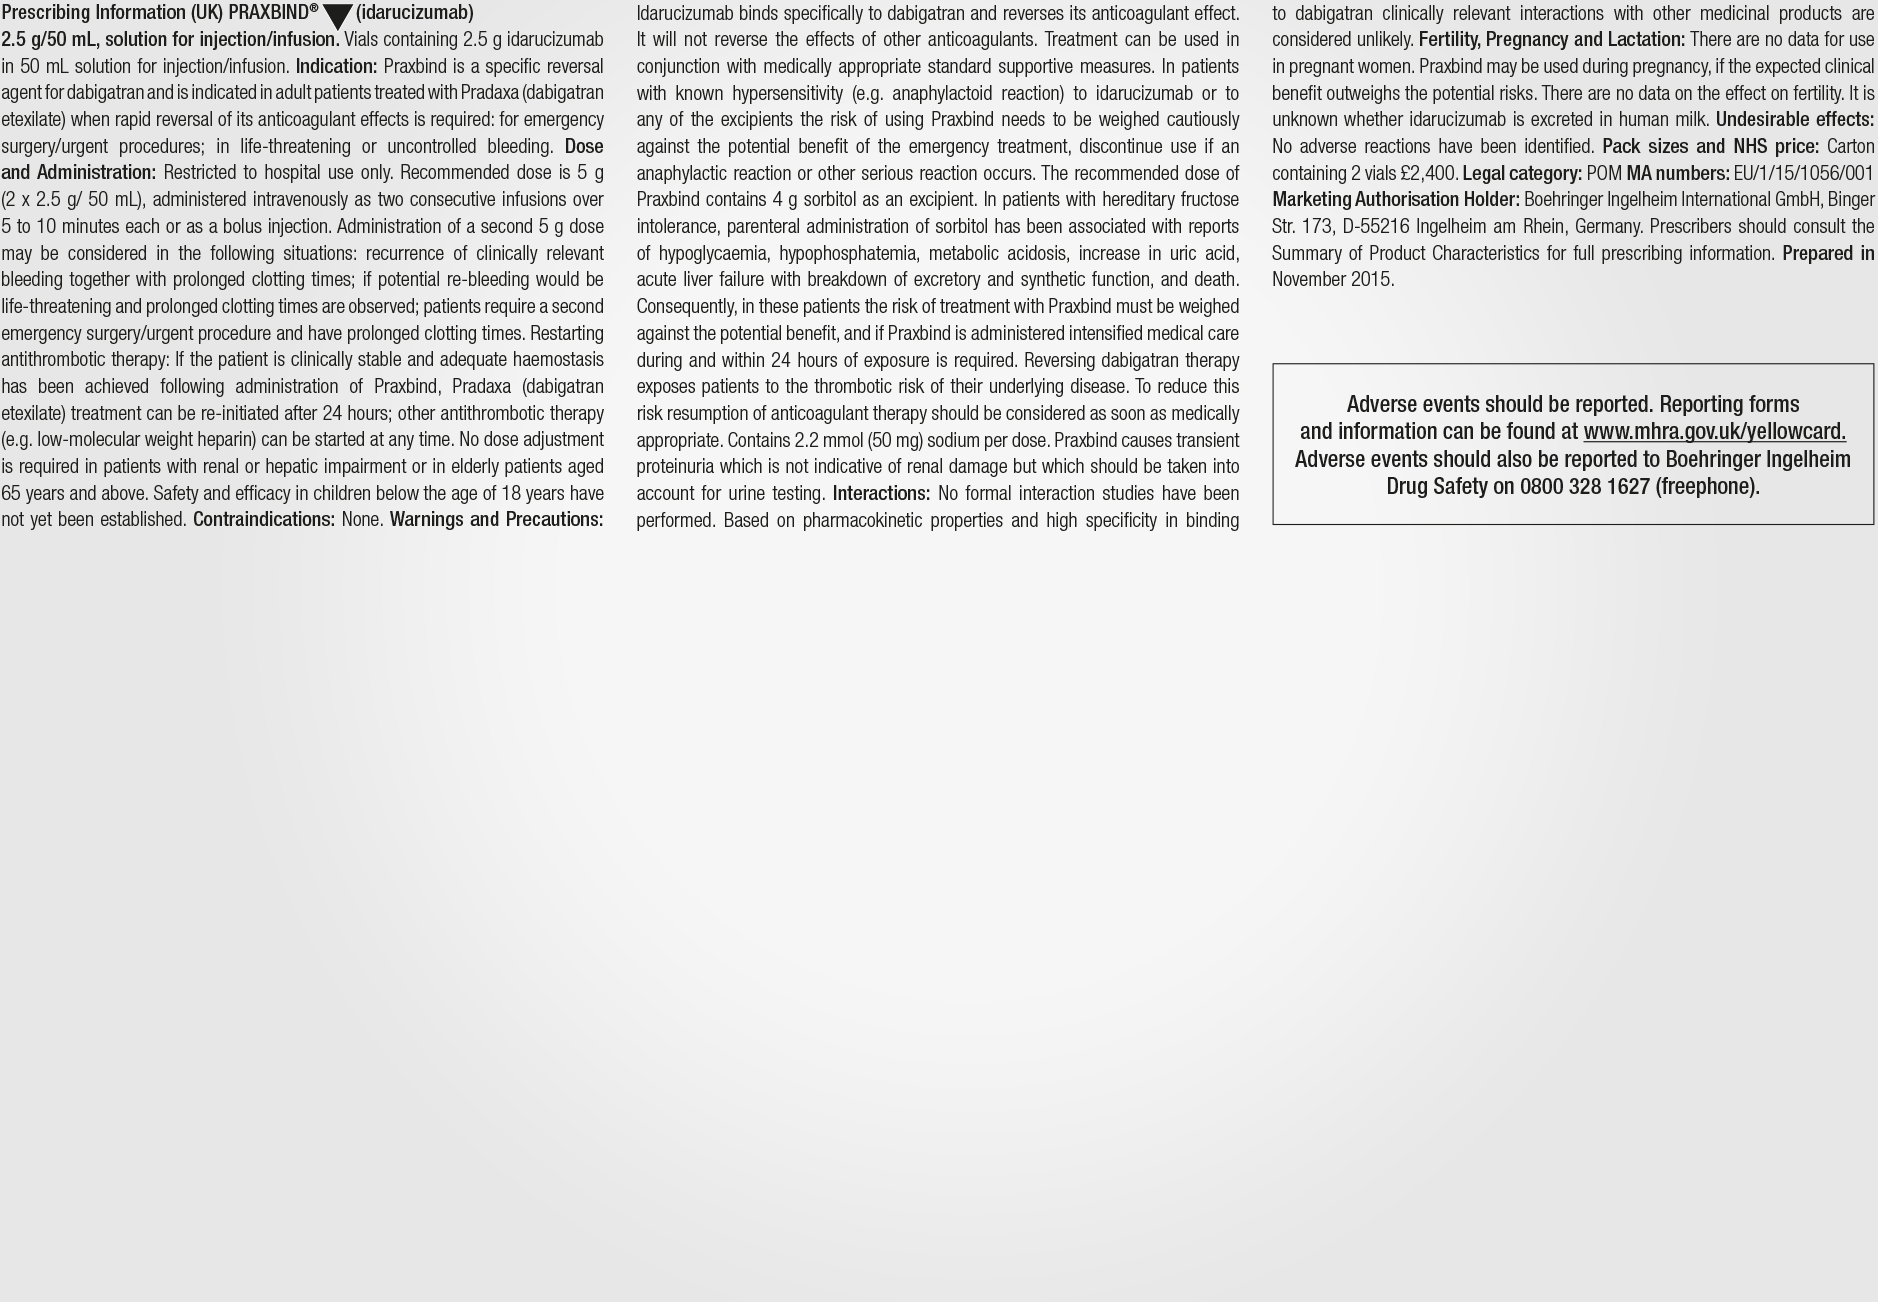 Prescribing Information (UK) PRAXBIND® ▼ (idarucizumab)
2.5 g/50 mL, solution for injection/infusion. Vials containing 2.5 g idarucizumab
in 50 mL solution for injection/infusion. Indication: Praxbind is a specific reversal
agent for dabigatran and is indicated in adult patients treated with Pradaxa (dabigatran
etexilate) when rapid reversal of its anticoagulant effects is required: for emergency
surgery/urgent procedures; in life-threatening or uncontrolled bleeding. Dose
and Administration: Restricted to hospital use only. Recommended dose is 5 g
(2 x 2.5 g/ 50 mL), administered intravenously as two consecutive infusions over
5 to 10 minutes each or as a bolus injection. Administration of a second 5 g dose
may be considered in the following situations: recurrence of clinically relevant
bleeding together with prolonged clotting times; if potential re-bleeding would be
life-threatening and prolonged clotting times are observed; patients require a second
emergency surgery/urgent procedure and have prolonged clotting times. Restarting
antithrombotic therapy: If the patient is clinically stable and adequate haemostasis
has been achieved following administration of Praxbind, Pradaxa (dabigatran
etexilate) treatment can be re-initiated after 24 hours; other antithrombotic therapy
(e.g. low-molecular weight heparin) can be started at any time. No dose adjustment
is required in patients with renal or hepatic impairment or in elderly patients aged
65 years and above. Safety and efficacy in children below the age of 18 years have
not yet been established. Contraindications: None. Warnings and Precautions:
Idarucizumab binds specifically to dabigatran and reverses its anticoagulant effect.
It will not reverse the effects of other anticoagulants. Treatment can be used in
conjunction with medically appropriate standard supportive measures. In patients
with known hypersensitivity (e.g. anaphylactoid reaction) to idarucizumab or to
any of the excipients the risk of using Praxbind needs to be weighed cautiously
against the potential benefit of the emergency treatment, discontinue use if an
anaphylactic reaction or other serious reaction occurs. The recommended dose of
Praxbind contains 4 g sorbitol as an excipient. In patients with hereditary fructose
intolerance, parenteral administration of sorbitol has been associated with reports
of hypoglycaemia, hypophosphatemia, metabolic acidosis, increase in uric acid,
acute liver failure with breakdown of excretory and synthetic function, and death.
Consequently, in these patients the risk of treatment with Praxbind must be weighed
against the potential benefit, and if Praxbind is administered intensified medical care
during and within 24 hours of exposure is required. Reversing dabigatran therapy
exposes patients to the thrombotic risk of their underlying disease. To reduce this
risk resumption of anticoagulant therapy should be considered as soon as medically
appropriate. Contains 2.2 mmol (50 mg) sodium per dose. Praxbind causes transient
proteinuria which is not indicative of renal damage but which should be taken into
account for urine testing. Interactions: No formal interaction studies have been
performed. Based on pharmacokinetic properties and high specificity in binding
to dabigatran clinically relevant interactions with other medicinal products are
considered unlikely. Fertility, Pregnancy and Lactation: There are no data for use
in pregnant women. Praxbind may be used during pregnancy, if the expected clinical
benefit outweighs the potential risks. There are no data on the effect on fertility. It is
unknown whether idarucizumab is excreted in human milk. Undesirable effects:
No adverse reactions have been identified. Pack sizes and NHS price: Carton
containing 2 vials £2,400. Legal category: POM MA numbers: EU/1/15/1056/001
Marketing Authorisation Holder: Boehringer Ingelheim International GmbH, Binger
Str. 173, D-55216 Ingelheim am Rhein, Germany. Prescribers should consult the
Summary of Product Characteristics for full prescribing information. Prepared in
November 2015.
Adverse events should be reported. Reporting forms
and information can be found at www.mhra.gov.uk/yellowcard.
Adverse events should also be reported to Boehringer Ingelheim
Drug Safety on 0800 328 1627 (freephone).